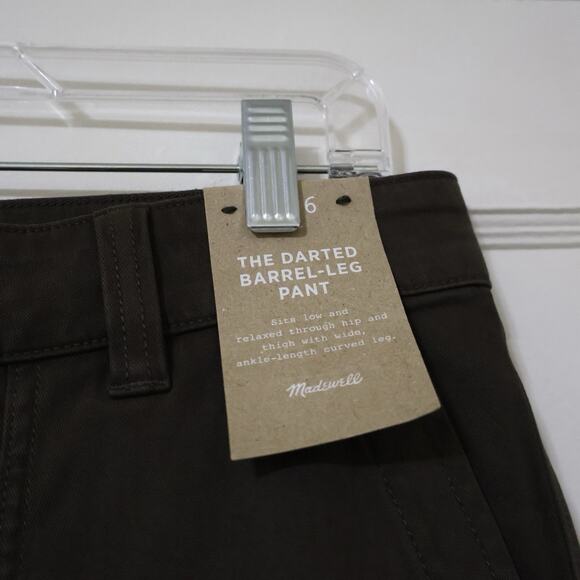 6
THE DARTED
BARREL-LEG
PANT
Sits low and
relaxed through hip and
thigh with wide,
ankle-length curved leg.
Madewell